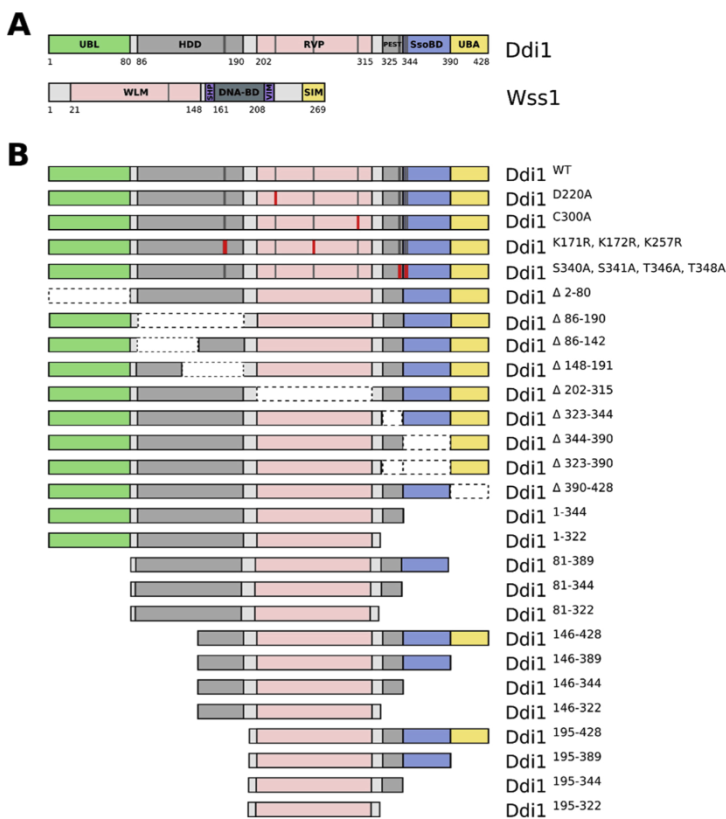 A
UBL HDD RVP PEST SsoBD UBA
Ddi1
1 80 86 190 202 315 325 344 390 428
WLM SHP DNA-BD VIM SIM
Wss1
1 21 148 161 208 269
B
Ddi1 WT
Ddi1 D220A
Ddi1 C300A
Ddi1 K171R, K172R, K257R
Ddi1 S340A, S341A, T346A, T348A
Ddi1 Δ 2-80
Ddi1 Δ 86-190
Ddi1 Δ 86-142
Ddi1 Δ 148-191
Ddi1 Δ 202-315
Ddi1 Δ 323-344
Ddi1 Δ 344-390
Ddi1 Δ 323-390
Ddi1 Δ 390-428
Ddi1 1-344
Ddi1 1-322
Ddi1 81-389
Ddi1 81-344
Ddi1 81-322
Ddi1 146-428
Ddi1 146-389
Ddi1 146-344
Ddi1 146-322
Ddi1 195-428
Ddi1 195-389
Ddi1 195-344
Ddi1 195-322